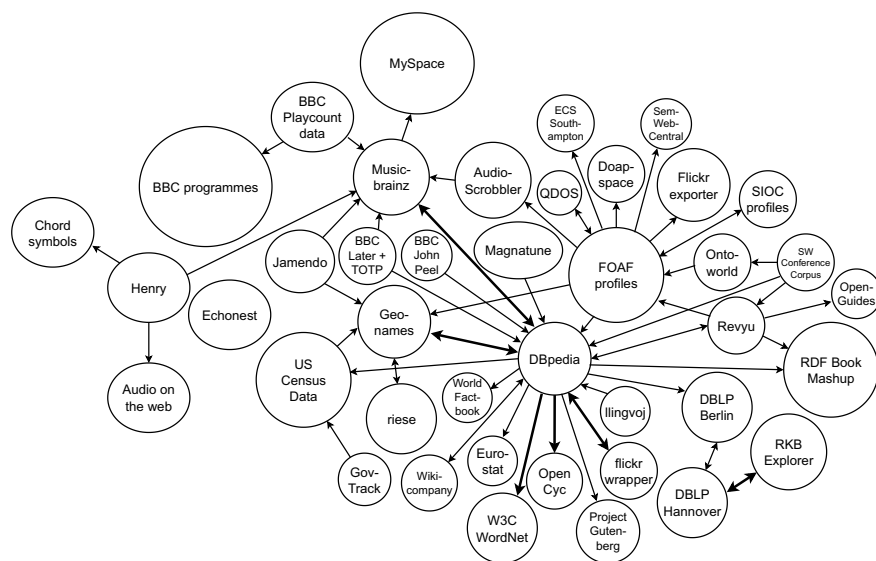 MySpace
ECS
South-
ampton
Sem-
Web-
Central
BBC
Playcount
data
Doap-
space
Flickr
exporter
SIOC
profiles
BBC programmes
Music-
brainz
Audio-
Scrobbler
QDOS
Chord
symbols
Jamendo
BBC
Later +
TOTP
BBC
John
Peel
Magnatune
FOAF
profiles
Onto-
world
SW
Conference
Corpus
Henry
Echonest
Geo-
names
Revyu
Open-
Guides
DBpedia
US
Census
Data
RDF Book
Mashup
Audio on
the web
riese
World
Fact-
book
llingvoj
DBLP
Berlin
RKB
Explorer
Gov-
Track
Wiki-
company
Euro-
stat
Open
Cyc
flickr
wrapper
DBLP
Hannover
W3C
WordNet
Project
Guten-
berg